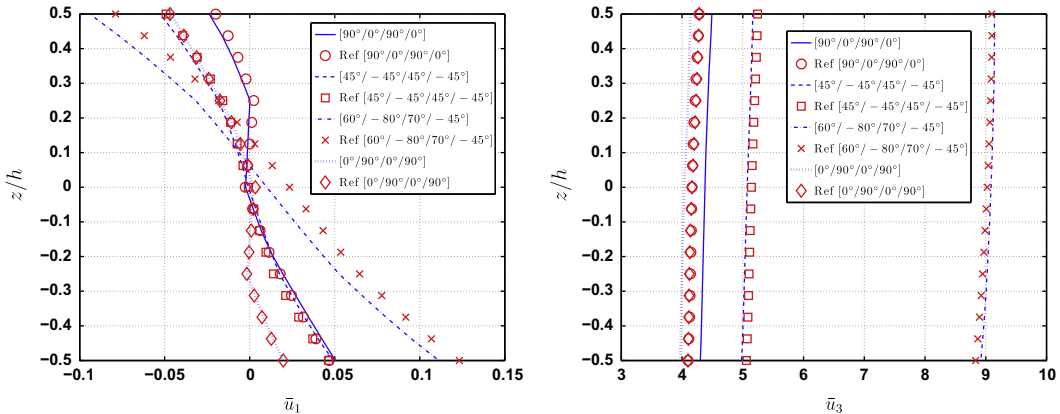 0.5
0.4
0.3
0.2
0.1
0
−0.1
−0.2
−0.3
−0.4
−0.5
z/h
−0.1 −0.05 0 0.05 0.1 0.15
ū₁
[90°/0°/90°/0°]
Ref [90°/0°/90°/0°]
[45°/ − 45°/45°/ − 45°]
Ref [45°/ − 45°/45°/ − 45°]
[60°/ − 80°/70°/ − 45°]
Ref [60°/ − 80°/70°/ − 45°]
[0°/90°/0°/90°]
Ref [0°/90°/0°/90°]
0.5
0.4
0.3
0.2
0.1
0
−0.1
−0.2
−0.3
−0.4
−0.5
z/h
3 4 5 6 7 8 9 10
ū₃
[90°/0°/90°/0°]
Ref [90°/0°/90°/0°]
[45°/ − 45°/45°/ − 45°]
Ref [45°/ − 45°/45°/ − 45°]
[60°/ − 80°/70°/ − 45°]
Ref [60°/ − 80°/70°/ − 45°]
[0°/90°/0°/90°]
Ref [0°/90°/0°/90°]